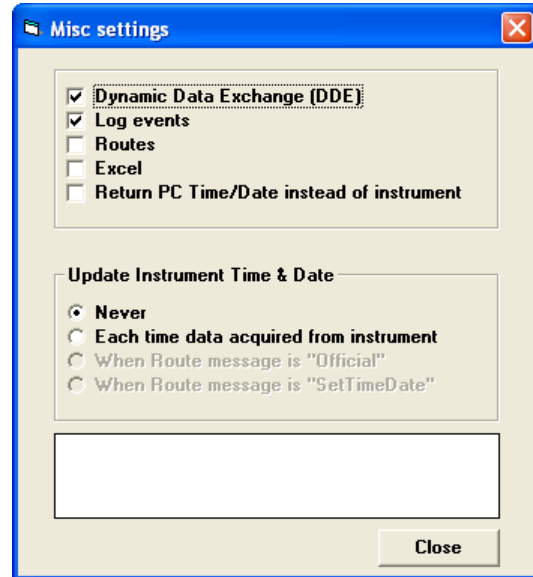 Misc settings
Dynamic Data Exchange (DDE)
Log events
Routes
Excel
Return PC Time/Date instead of instrument
Update Instrument Time & Date
Never
Each time data acquired from instrument
When Route message is "Official"
When Route message is "SetTimeDate"
Close